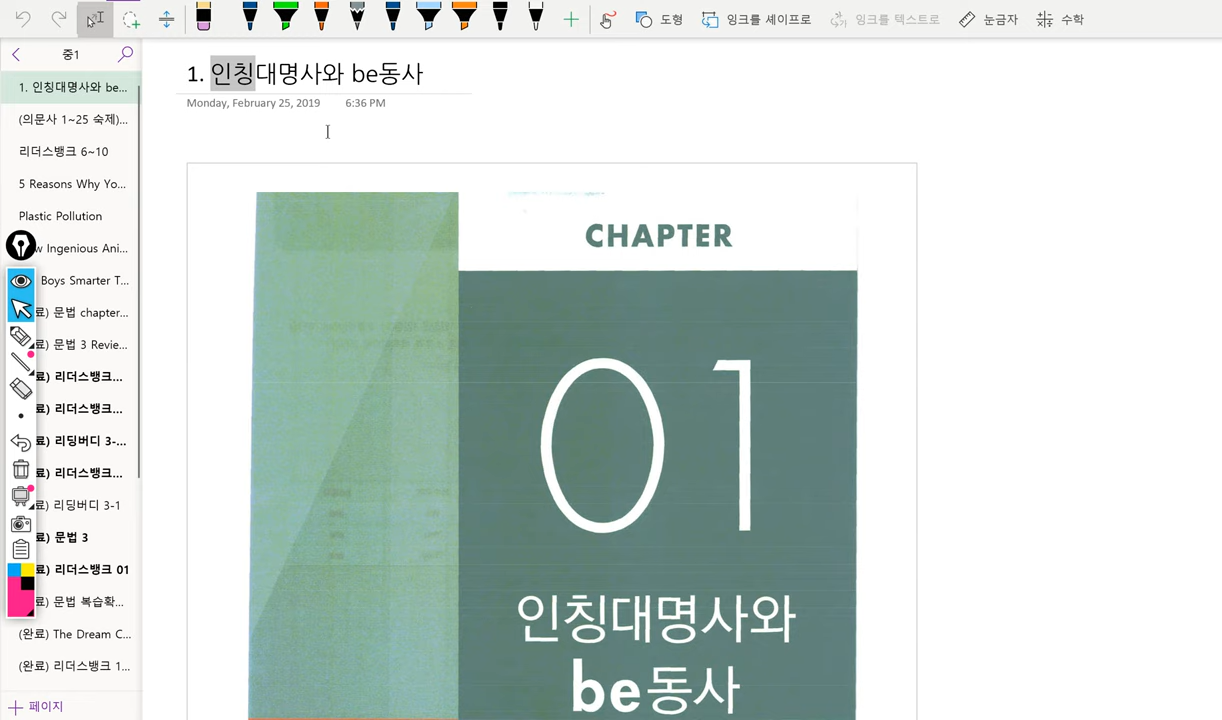 도형
잉크를 셰이프로
잉크를 텍스트로
눈금자
수학
중1
1. 인칭대명사와 be...
(의문사 1~25 숙제)...
리더스뱅크 6~10
5 Reasons Why Yo...
Plastic Pollution
w Ingenious Ani...
Boys Smarter T...
료) 문법 chapter...
료) 문법 3 Revie...
료) 리더스뱅크...
료) 리더스뱅크...
료) 리딩버디 3-...
료) 리더스뱅크...
료) 리딩버디 3-1
료) 문법 3
료) 리더스뱅크 01
료) 문법 복습확...
(완료) The Dream C...
(완료) 리더스뱅크 1...
페이지
1. 인칭대명사와 be동사
Monday, February 25, 2019 6:36 PM
CHAPTER
01
인칭대명사와
be동사